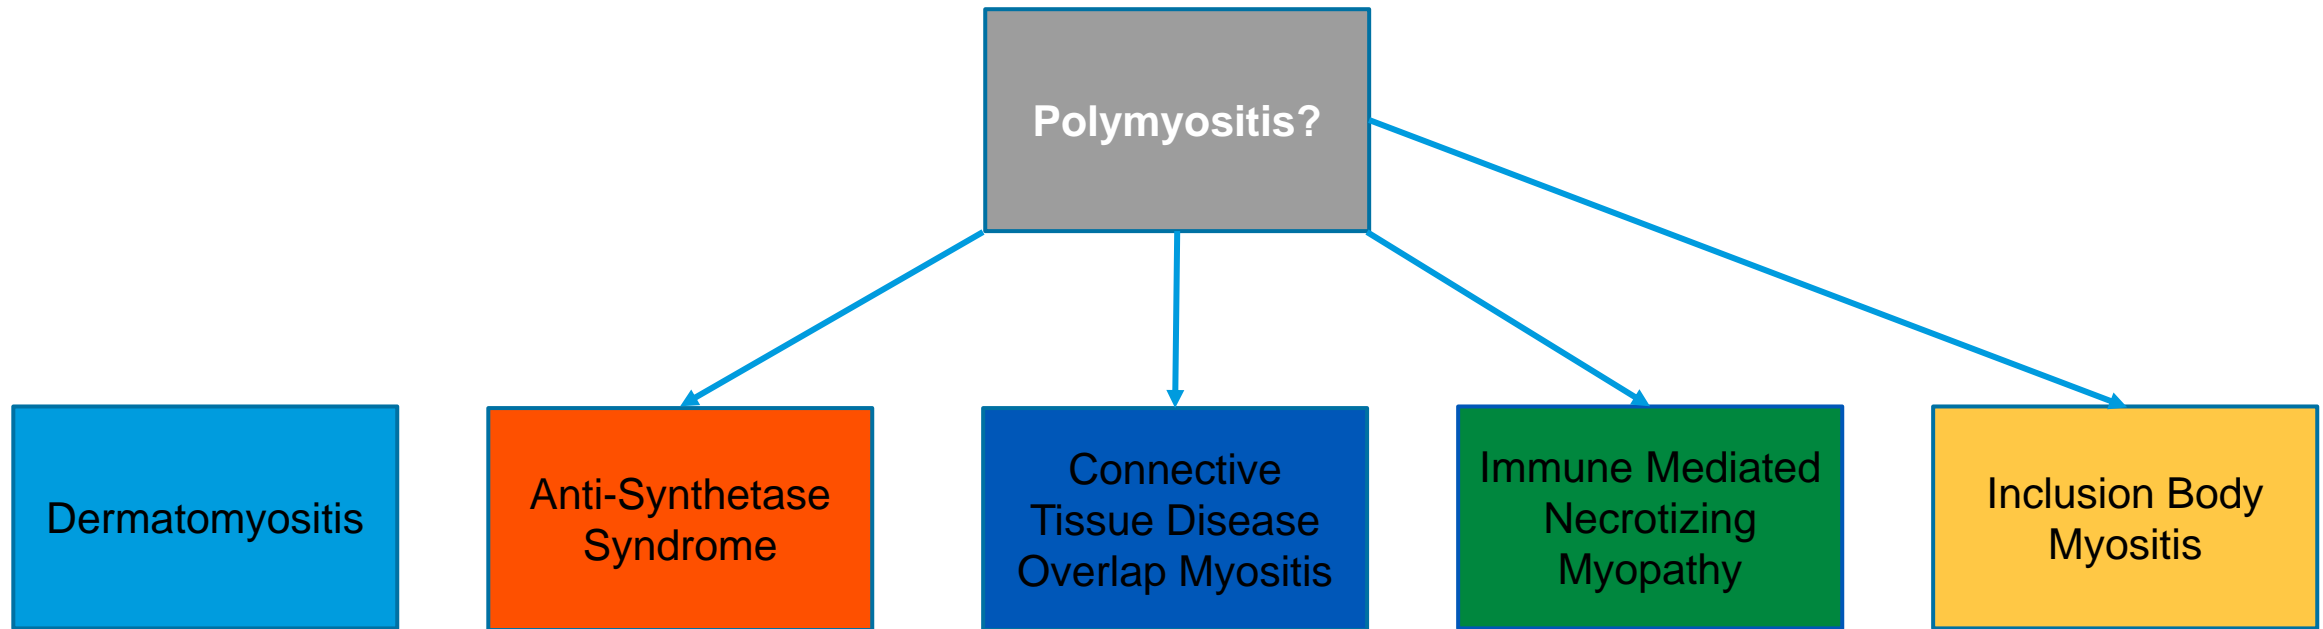 Polymyositis?
Dermatomyositis
Anti-Synthetase
Syndrome
Connective
Tissue Disease
Overlap Myositis
Immune Mediated
Necrotizing
Myopathy
Inclusion Body
Myositis